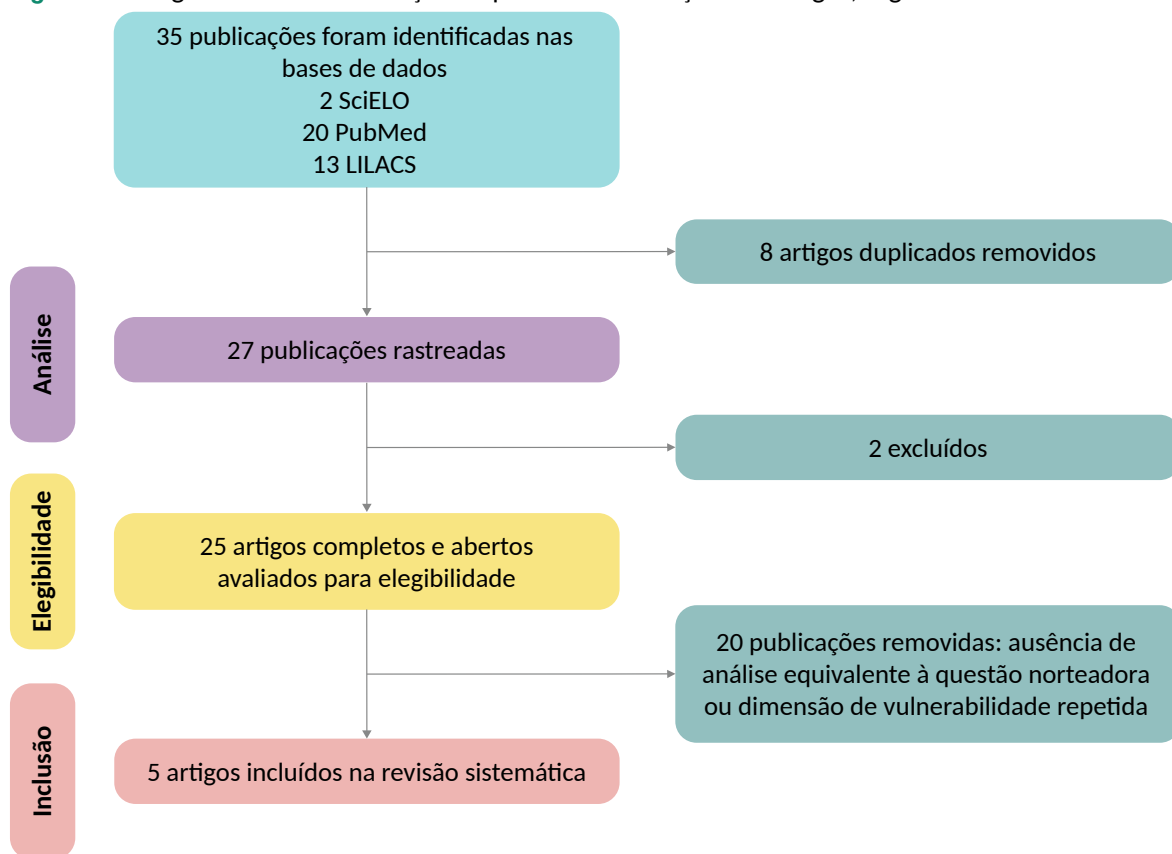 35 publicações foram identificadas nas
bases de dados
2 SciELO
20 PubMed
13 LILACS
8 artigos duplicados removidos
Análise
27 publicações rastreadas
2 excluídos
Elegibilidade
25 artigos completos e abertos
avaliados para elegibilidade
20 publicações removidas: ausência de
análise equivalente à questão norteadora
ou dimensão de vulnerabilidade repetida
Inclusão
5 artigos incluídos na revisão sistemática